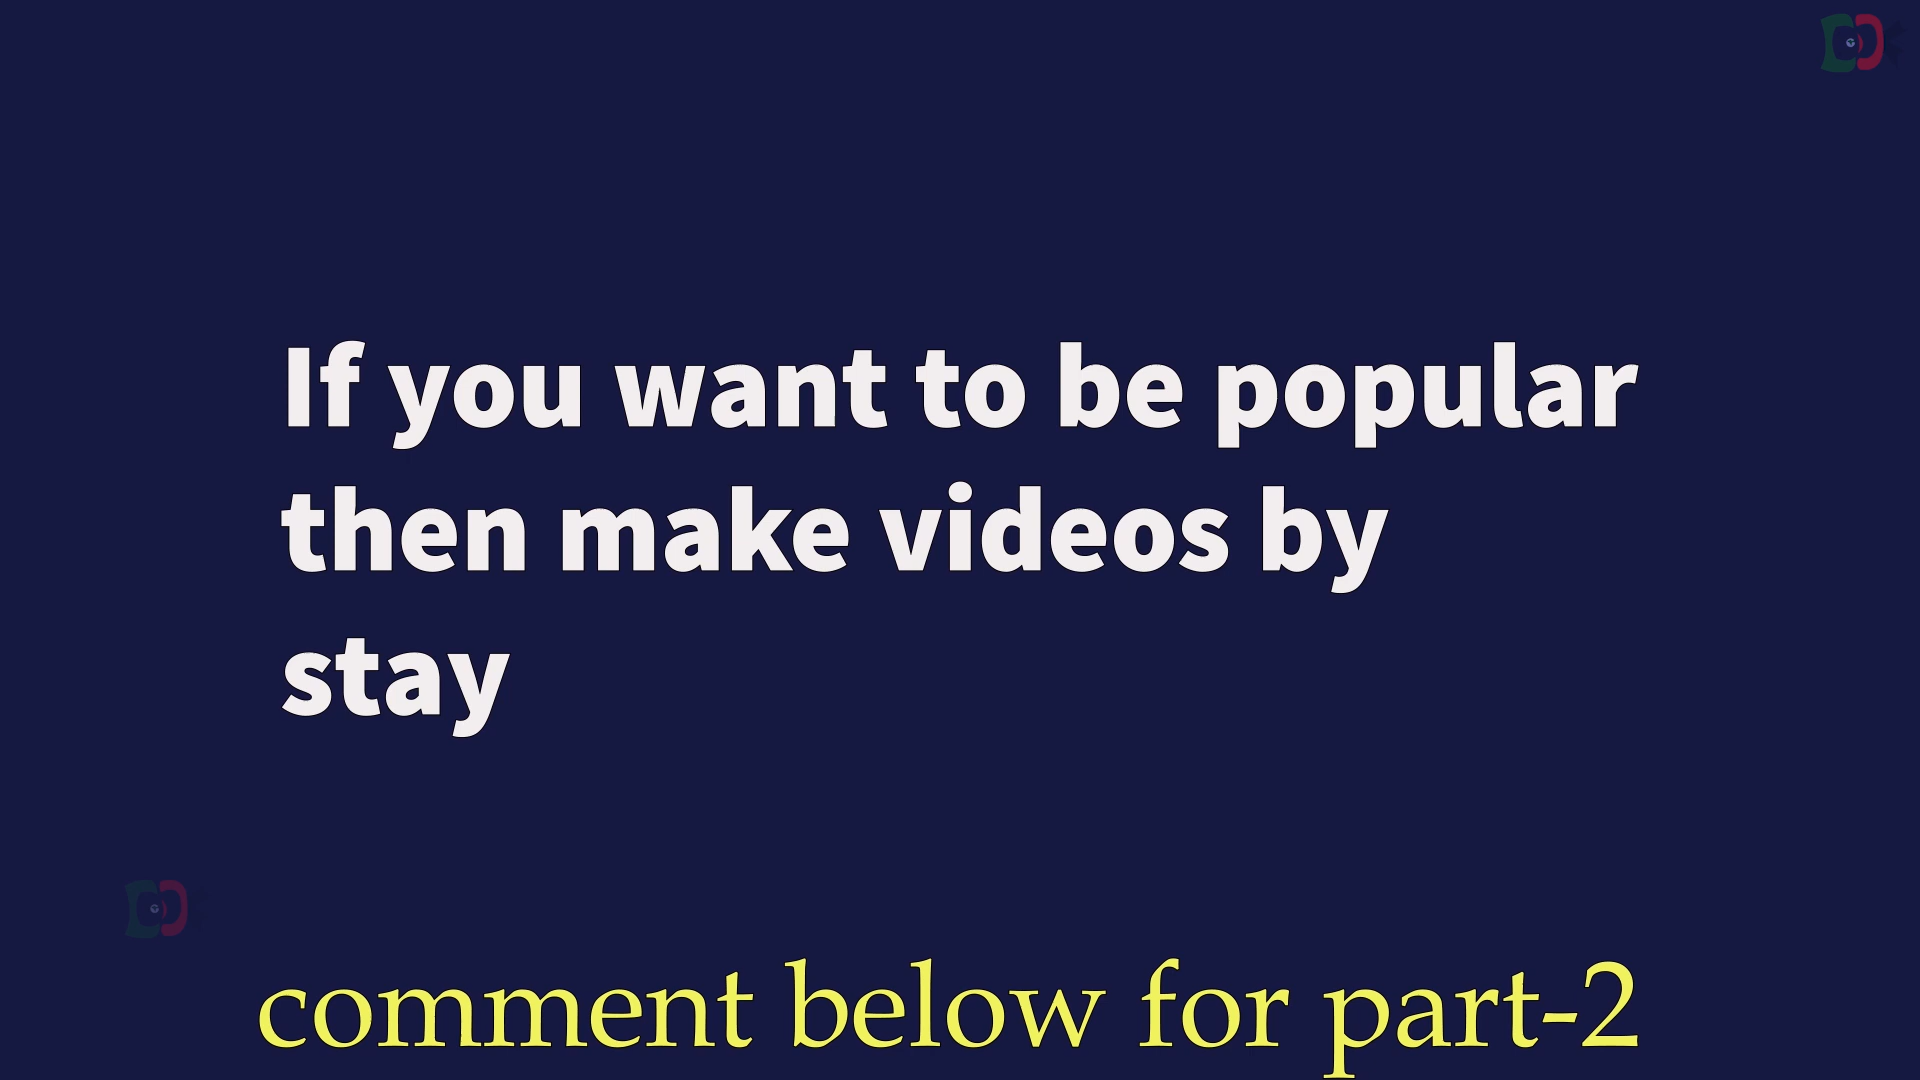 If you want to be popular
then make videos by
stay
comment below for part-2